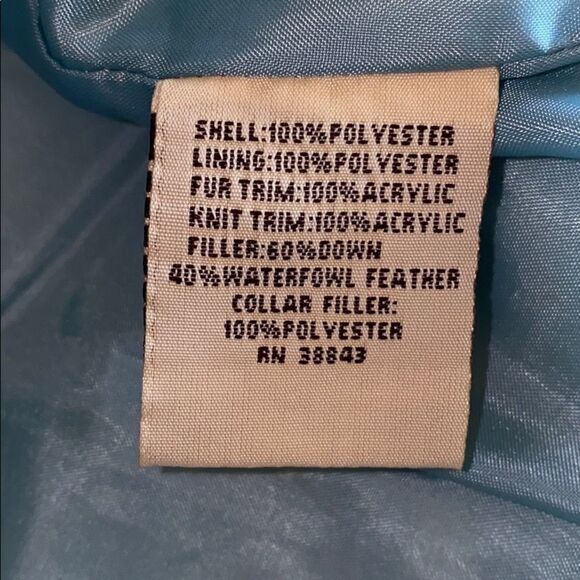 SHELL:100%POLYESTER
LINING:100%POLYESTER
FUR TRIM:100%ACRYLIC
KNIT TRIM:100%ACRYLIC
FILLER:60%DOWN
40%WATERFOWL FEATHER
COLLAR FILLER:
100%POLYESTER
RN 38843